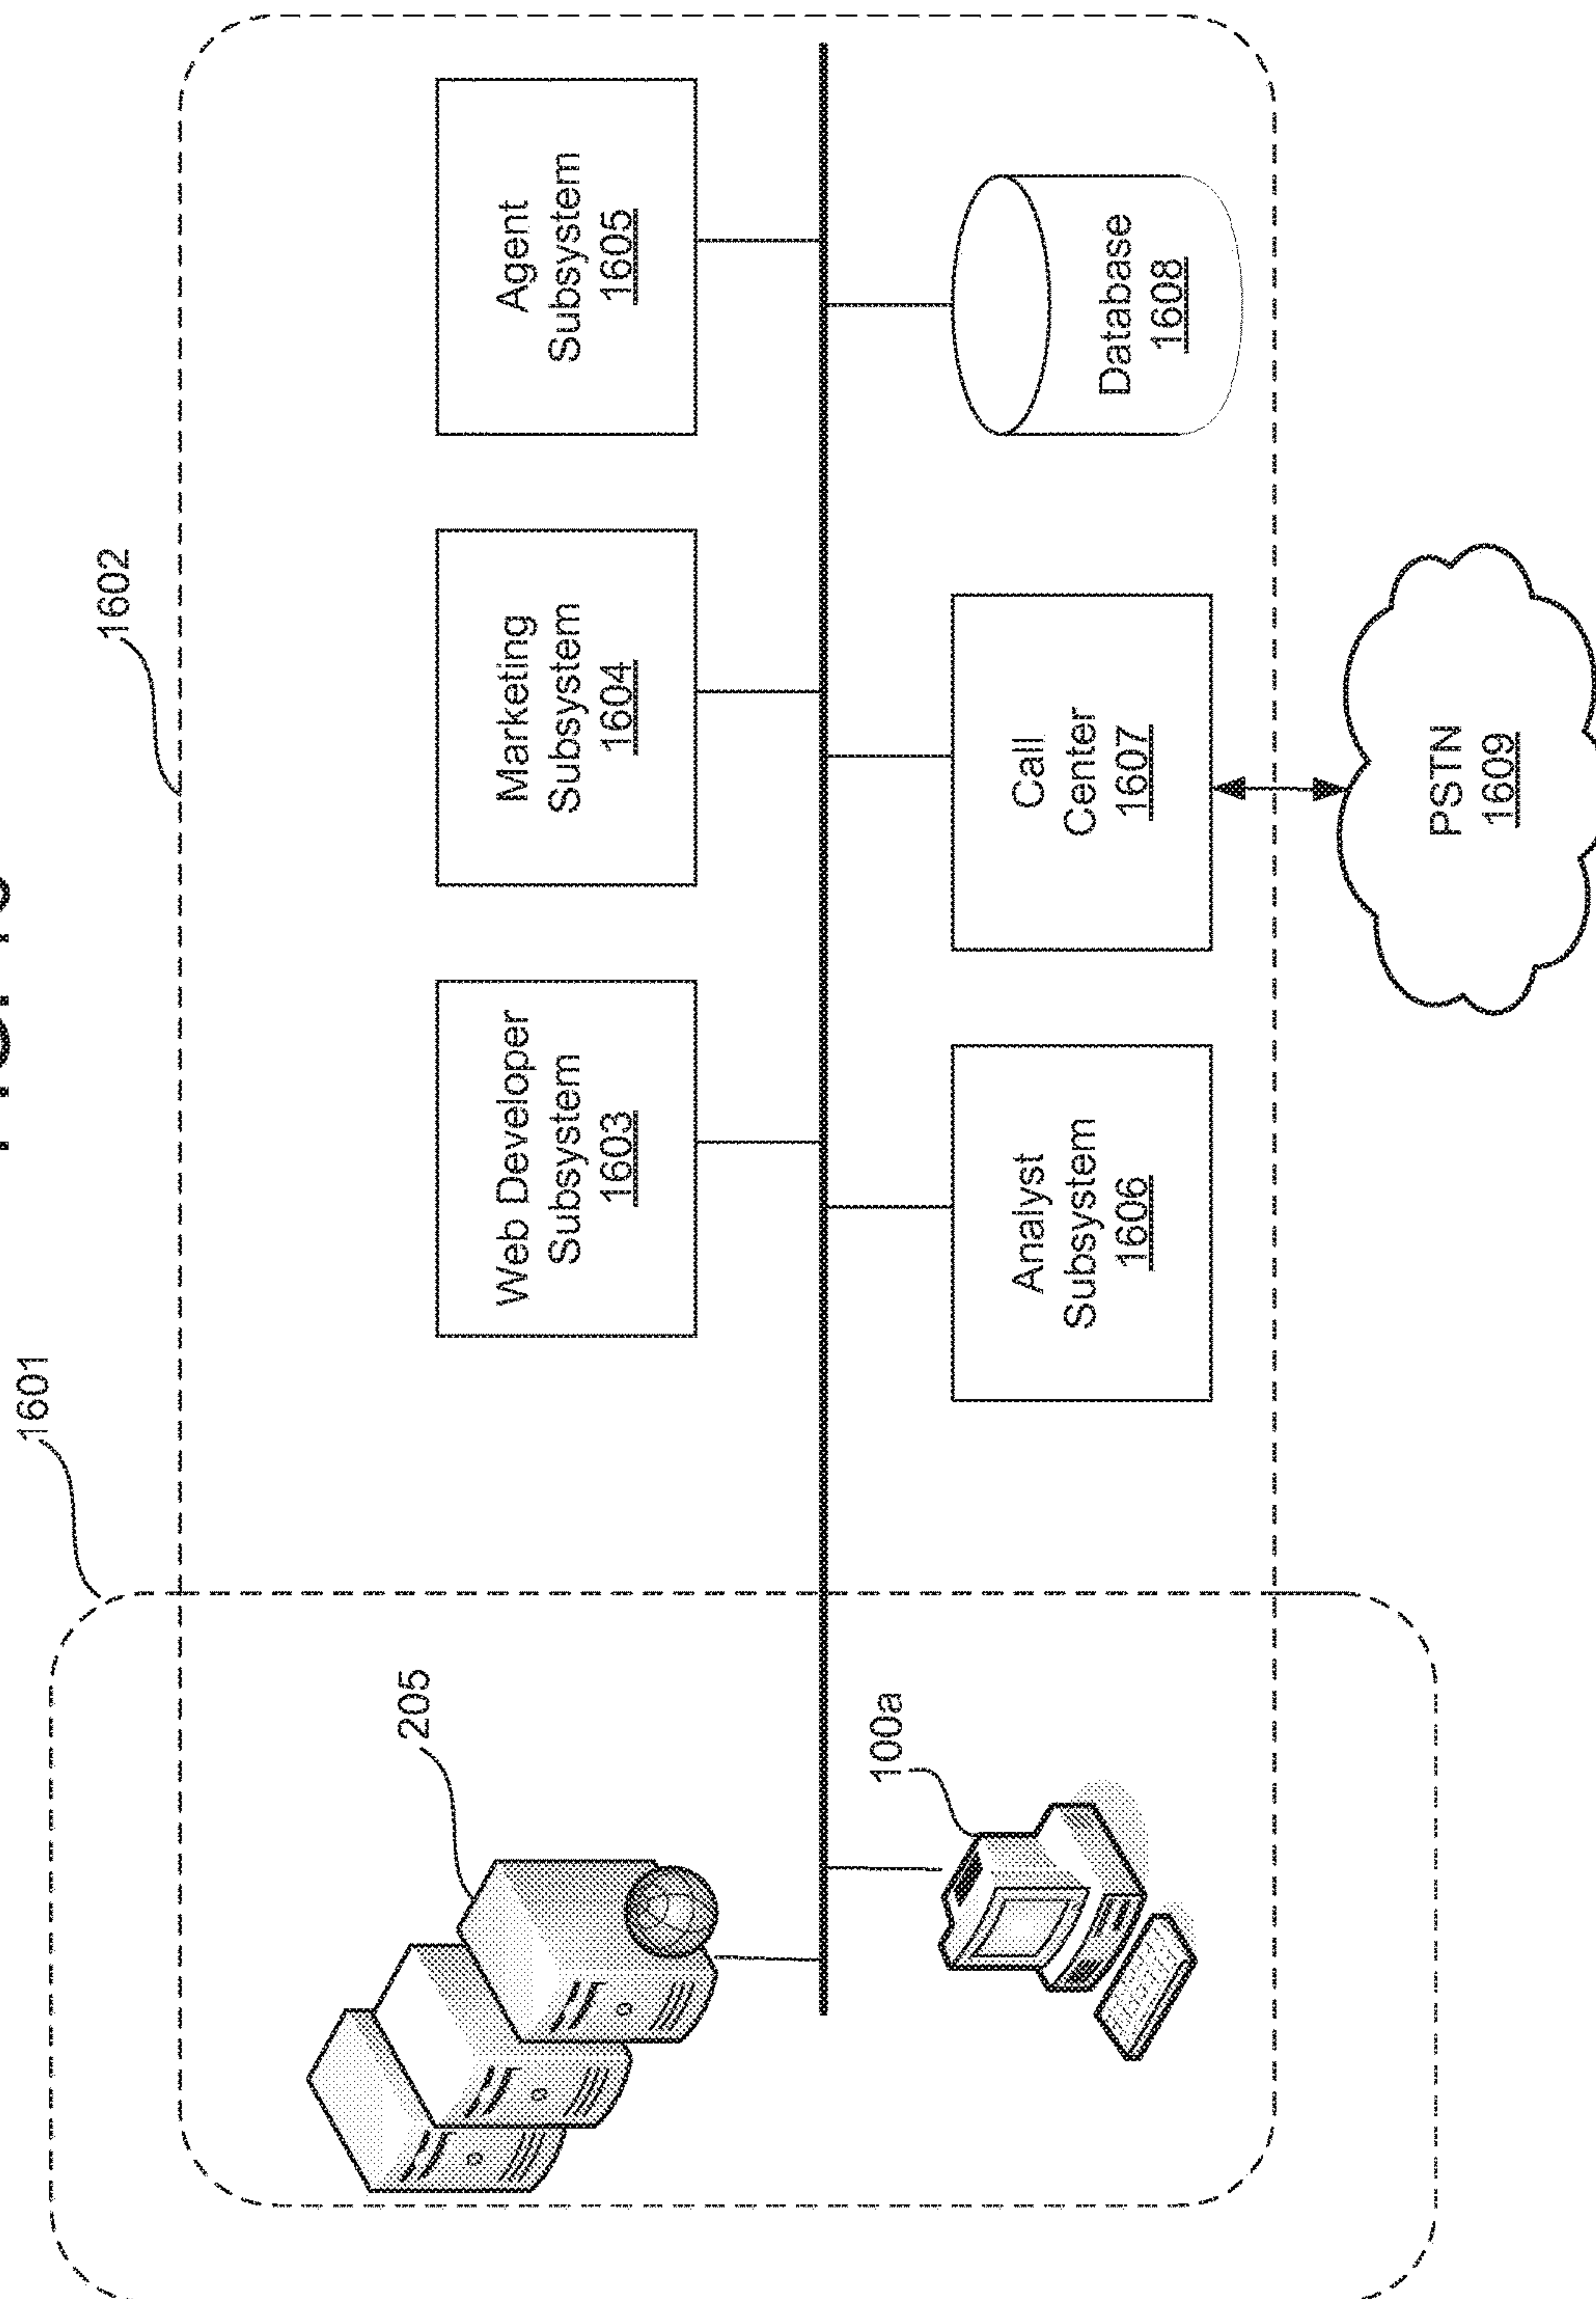 1601
1602
205
Web Developer
Subsystem
1603
Marketing
Subsystem
1604
Agent
Subsystem
1605
100a
Analyst
Subsystem
1606
Call
Center
1607
Database
1608
PSTN
1609